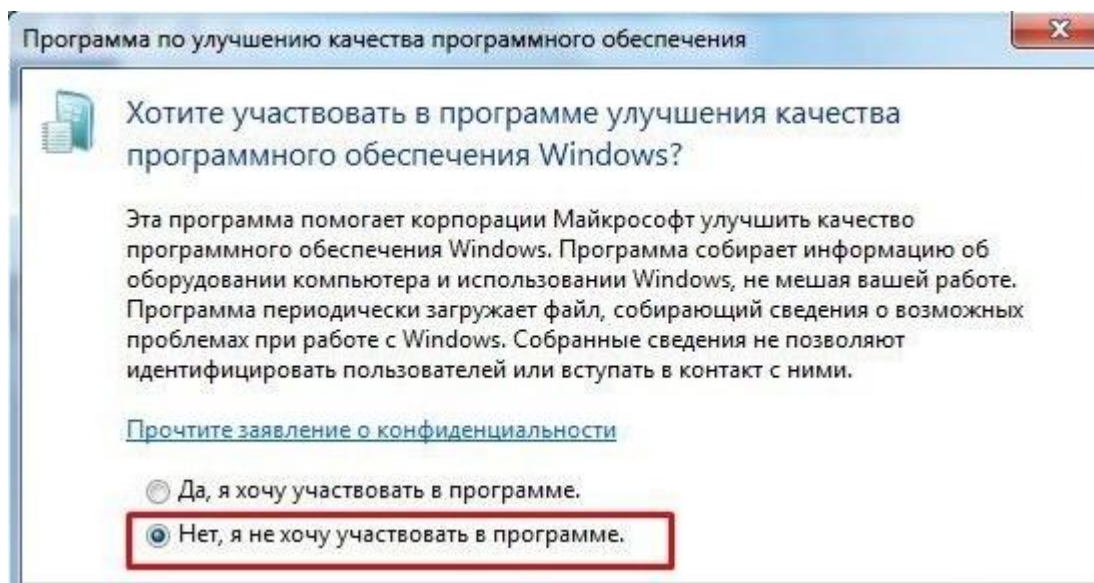 Программа по улучшению качества программного обеспечения
Хотите участвовать в программе улучшения качества
программного обеспечения Windows?
Эта программа помогает корпорации Майкрософт улучшить качество
программного обеспечения Windows. Программа собирает информацию об
оборудовании компьютера и использовании Windows, не мешая вашей работе.
Программа периодически загружает файл, собирающий сведения о возможных
проблемах при работе с Windows. Собранные сведения не позволяют
идентифицировать пользователей или вступать в контакт с ними.
Прочтите заявление о конфиденциальности
Да, я хочу участвовать в программе.
Нет, я не хочу участвовать в программе.